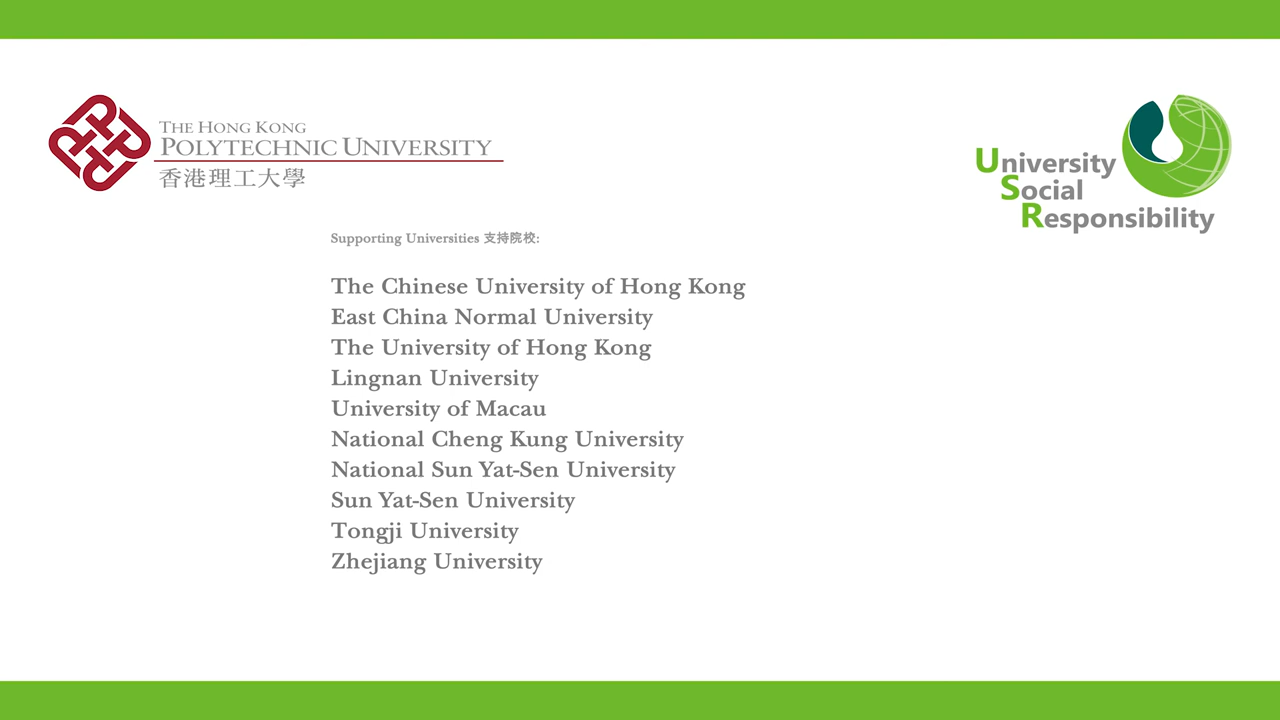 THE HONG KONG
POLYTECHNIC UNIVERSITY
香港理工大學
University
Social
Responsibility
Supporting Universities 支持院校:
The Chinese University of Hong Kong
East China Normal University
The University of Hong Kong
Lingnan University
University of Macau
National Cheng Kung University
National Sun Yat-Sen University
Sun Yat-Sen University
Tongji University
Zhejiang University